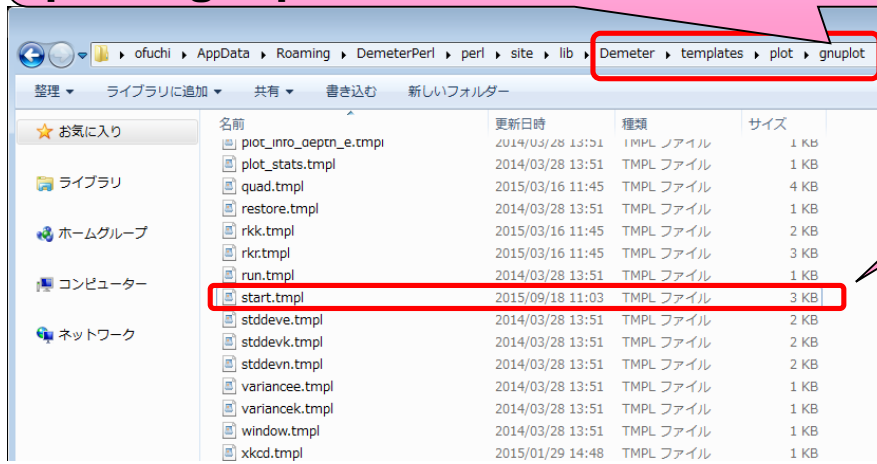 ofuchi ▸ AppData ▸ Roaming ▸ DemeterPerl ▸ perl ▸ site ▸ lib ▸ Demeter ▸ templates ▸ plot ▸ gnuplot
整理 ▼ ライブラリに追加 ▼ 共有 ▼ 書き込む 新しいフォルダー
お気に入り
ライブラリ
ホームグループ
コンピューター
ネットワーク
名前 更新日時 種類 サイズ
plot_info_depth_e.tmpl 2014/03/28 13:51 TMPL ファイル 1 KB
plot_stats.tmpl 2014/03/28 13:51 TMPL ファイル 1 KB
quad.tmpl 2015/03/16 11:45 TMPL ファイル 4 KB
restore.tmpl 2014/03/28 13:51 TMPL ファイル 1 KB
rkk.tmpl 2015/03/16 11:45 TMPL ファイル 2 KB
rkr.tmpl 2015/03/16 11:45 TMPL ファイル 3 KB
run.tmpl 2014/03/28 13:51 TMPL ファイル 1 KB
start.tmpl 2015/09/18 11:03 TMPL ファイル 3 KB
stddeve.tmpl 2014/03/28 13:51 TMPL ファイル 2 KB
stddevk.tmpl 2014/03/28 13:51 TMPL ファイル 2 KB
stddevn.tmpl 2014/03/28 13:51 TMPL ファイル 2 KB
variancee.tmpl 2014/03/28 13:51 TMPL ファイル 1 KB
variancek.tmpl 2014/03/28 13:51 TMPL ファイル 1 KB
window.tmpl 2014/03/28 13:51 TMPL ファイル 1 KB
xkcd.tmpl 2015/01/29 14:48 TMPL ファイル 1 KB